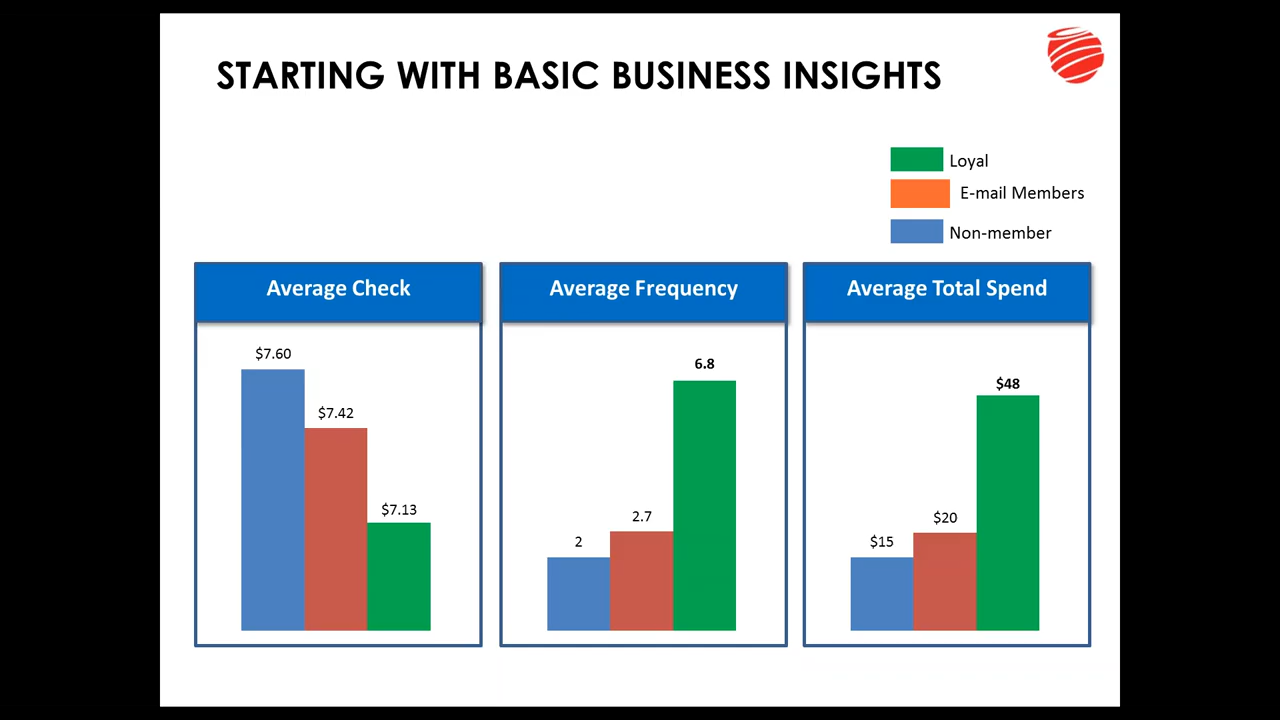 STARTING WITH BASIC BUSINESS INSIGHTS
Loyal
E-mail Members
Non-member
Average Check
$7.60
$7.42
$7.13
Average Frequency
2
2.7
6.8
Average Total Spend
$15
$20
$48